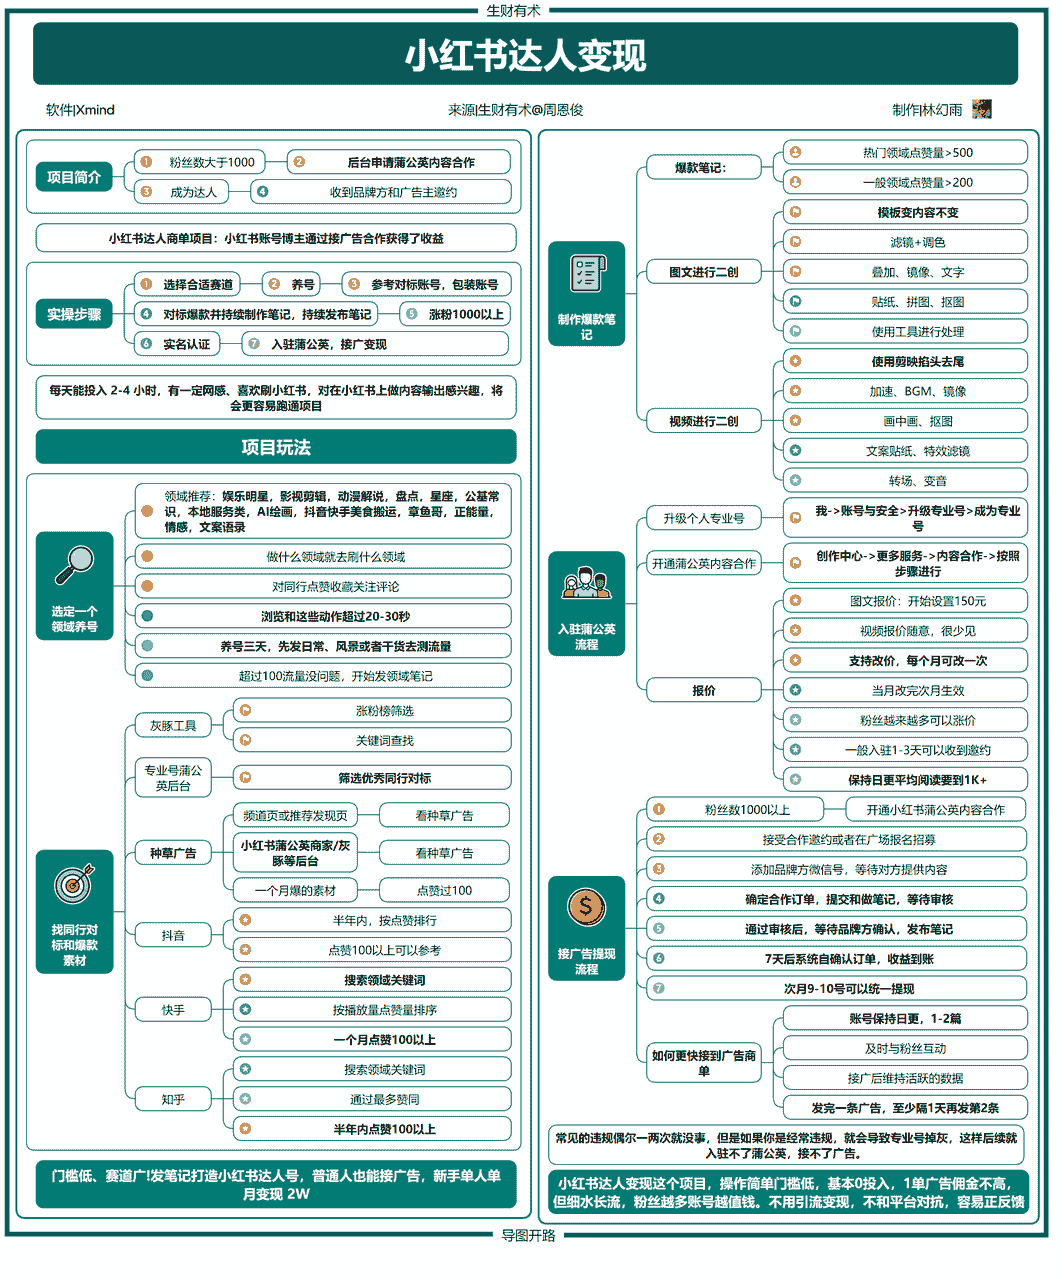 生财有术
小红书达人变现
软件|Xmind
来源|生财有术@周恩俊
制作|林幻雨
项目简介
1 粉丝数大于1000
2 后台申请蒲公英内容合作
3 成为达人
4 收到品牌方和广告主邀约
小红书达人商单项目：小红书账号博主通过接广告合作获得了收益
实操步骤
1 选择合适赛道
2 养号
3 参考对标账号，包装账号
4 对标爆款并持续制作笔记，持续发布笔记
5 涨粉1000以上
6 实名认证
7 入驻蒲公英，接广变现
每天能投入 2-4 小时，有一定网感、喜欢刷小红书，对在小红书上做内容输出感兴趣，将
会更容易跑通项目
项目玩法
选定一个
领域养号
领域推荐：娱乐明星，影视剪辑，动漫解说，盘点，星座，公基常
识，本地服务类，AI绘画，抖音快手美食搬运，章鱼哥，正能量，
情感，文案语录
做什么领域就去刷什么领域
对同行点赞收藏关注评论
浏览和这些动作超过20-30秒
养号三天，先发日常、风景或者干货去测流量
超过100流量没问题，开始发领域笔记
找同行对
标和爆款
素材
灰豚工具
涨粉榜筛选
关键词查找
专业号蒲公
英后台
筛选优秀同行对标
种草广告
频道页或推荐发现页
看种草广告
小红书蒲公英商家/灰
豚等后台
看种草广告
一个月爆的素材
点赞过100
抖音
半年内，按点赞排行
点赞100以上可以参考
快手
搜索领域关键词
按播放量点赞量排序
一个月点赞100以上
知乎
搜索领域关键词
通过最多赞同
半年内点赞100以上
门槛低、赛道广!发笔记打造小红书达人号，普通人也能接广告，新手单人单
月变现 2W
制作爆款笔
记
爆款笔记：
热门领域点赞量>500
一般领域点赞量>200
图文进行二创
模板变内容不变
滤镜+调色
叠加、镜像、文字
贴纸、拼图、抠图
使用工具进行处理
视频进行二创
使用剪映掐头去尾
加速、BGM、镜像
画中画、抠图
文案贴纸、特效滤镜
转场、变音
入驻蒲公英
流程
升级个人专业号
我->账号与安全>升级专业号>成为专业
号
开通蒲公英内容合作
创作中心->更多服务->内容合作->按照
步骤进行
报价
图文报价：开始设置150元
视频报价随意，很少见
支持改价，每个月可改一次
当月改完次月生效
粉丝越来越多可以涨价
一般入驻1-3天可以收到邀约
保持日更平均阅读要到1K+
接广告提现
流程
1 粉丝数1000以上
开通小红书蒲公英内容合作
2 接受合作邀约或者在广场报名招募
3 添加品牌方微信号，等待对方提供内容
4 确定合作订单，提交和做笔记，等待审核
5 通过审核后，等待品牌方确认，发布笔记
6 7天后系统自确认订单，收益到账
7 次月9-10号可以统一提现
如何更快接到广告商
单
账号保持日更，1-2篇
及时与粉丝互动
接广后维持活跃的数据
发完一条广告，至少隔1天再发第2条
常见的违规偶尔一两次就没事，但是如果你是经常违规，就会导致专业号掉灰，这样后续就
入驻不了蒲公英，接不了广告。
小红书达人变现这个项目，操作简单门槛低，基本0投入，1单广告佣金不高，
但细水长流，粉丝越多账号越值钱。不用引流变现，不和平台对抗，容易正反馈
导图开路